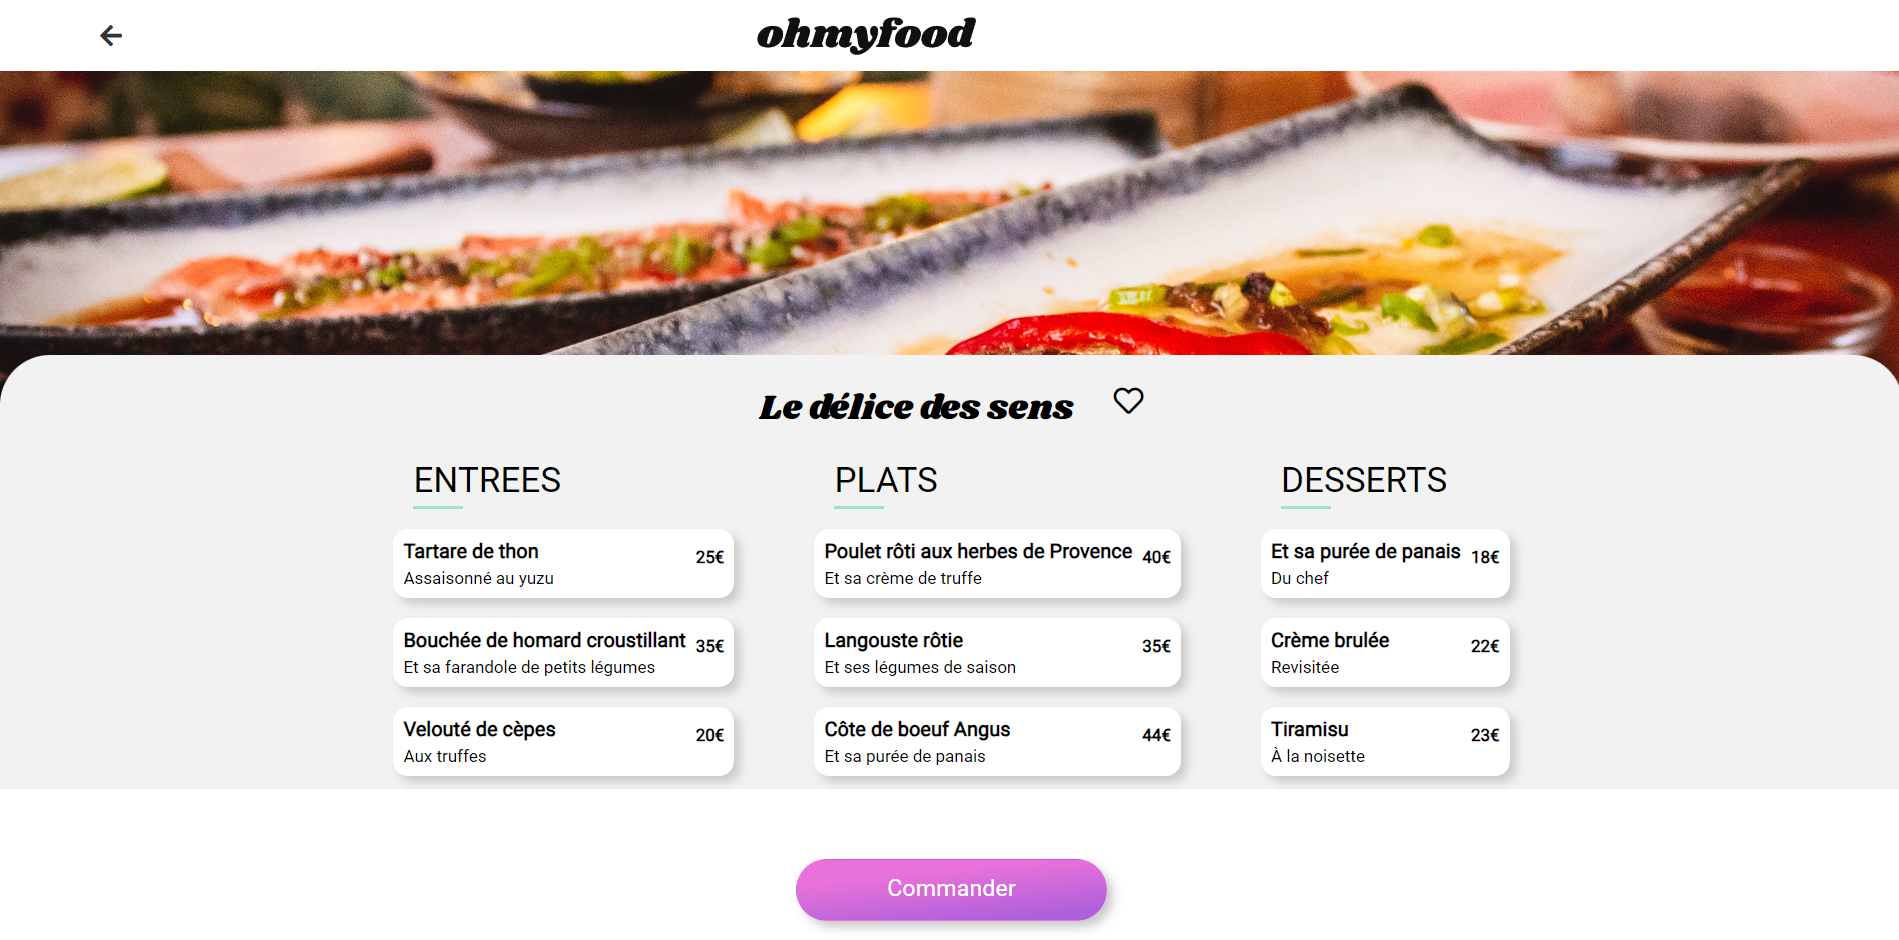 ohmyfood
Le délice des sens
ENTREES
Tartare de thon
25€
Assaisonné au yuzu
Bouchée de homard croustillant
35€
Et sa farandole de petits légumes
Velouté de cèpes
20€
Aux truffes
PLATS
Poulet rôti aux herbes de Provence
40€
Et sa crème de truffe
Langouste rôtie
35€
Et ses légumes de saison
Côte de boeuf Angus
44€
Et sa purée de panais
DESSERTS
Et sa purée de panais
18€
Du chef
Crème brulée
22€
Revisitée
Tiramisu
23€
À la noisette
Commander